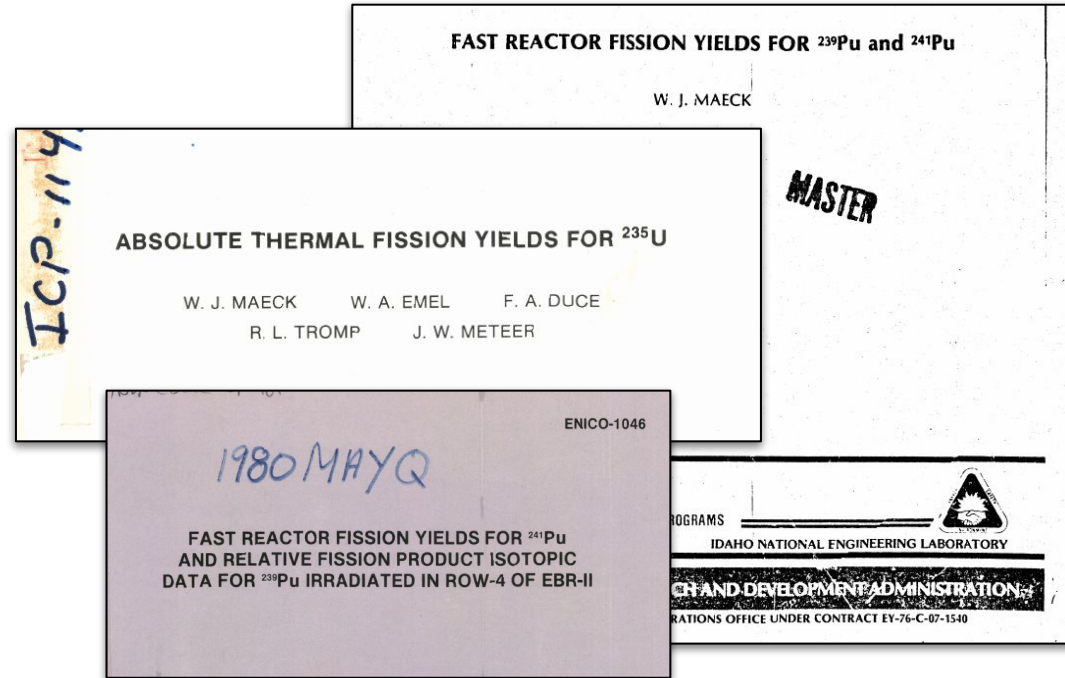 FAST REACTOR FISSION YIELDS FOR ²³⁹Pu and ²⁴¹Pu
W. J. MAECK
MASTER
ROGRAMS
IDAHO NATIONAL ENGINEERING LABORATORY
CH AND DEVELOPMENT ADMINISTRATION
RATIONS OFFICE UNDER CONTRACT EY-76-C-07-1540
ICP-114
ABSOLUTE THERMAL FISSION YIELDS FOR ²³⁵U
W. J. MAECK W. A. EMEL F. A. DUCE
R. L. TROMP J. W. METEER
ENICO-1046
1980MAYQ
FAST REACTOR FISSION YIELDS FOR ²⁴¹Pu
AND RELATIVE FISSION PRODUCT ISOTOPIC
DATA FOR ²³⁹Pu IRRADIATED IN ROW-4 OF EBR-II